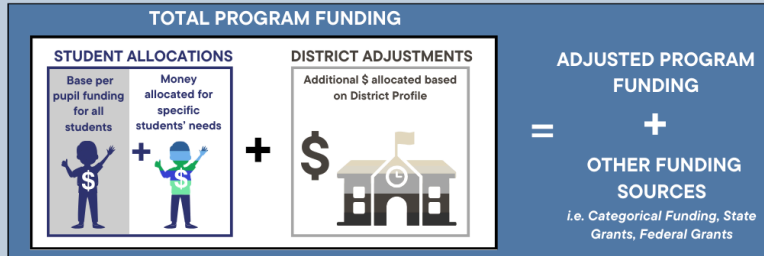 TOTAL PROGRAM FUNDING
STUDENT ALLOCATIONS
Base per
pupil funding
for all
students
+
Money
allocated for
specific
students' needs
$
$
+
DISTRICT ADJUSTMENTS
Additional $ allocated based
on District Profile
$
=
ADJUSTED PROGRAM
FUNDING
+
OTHER FUNDING
SOURCES
i.e. Categorical Funding, State
Grants, Federal Grants